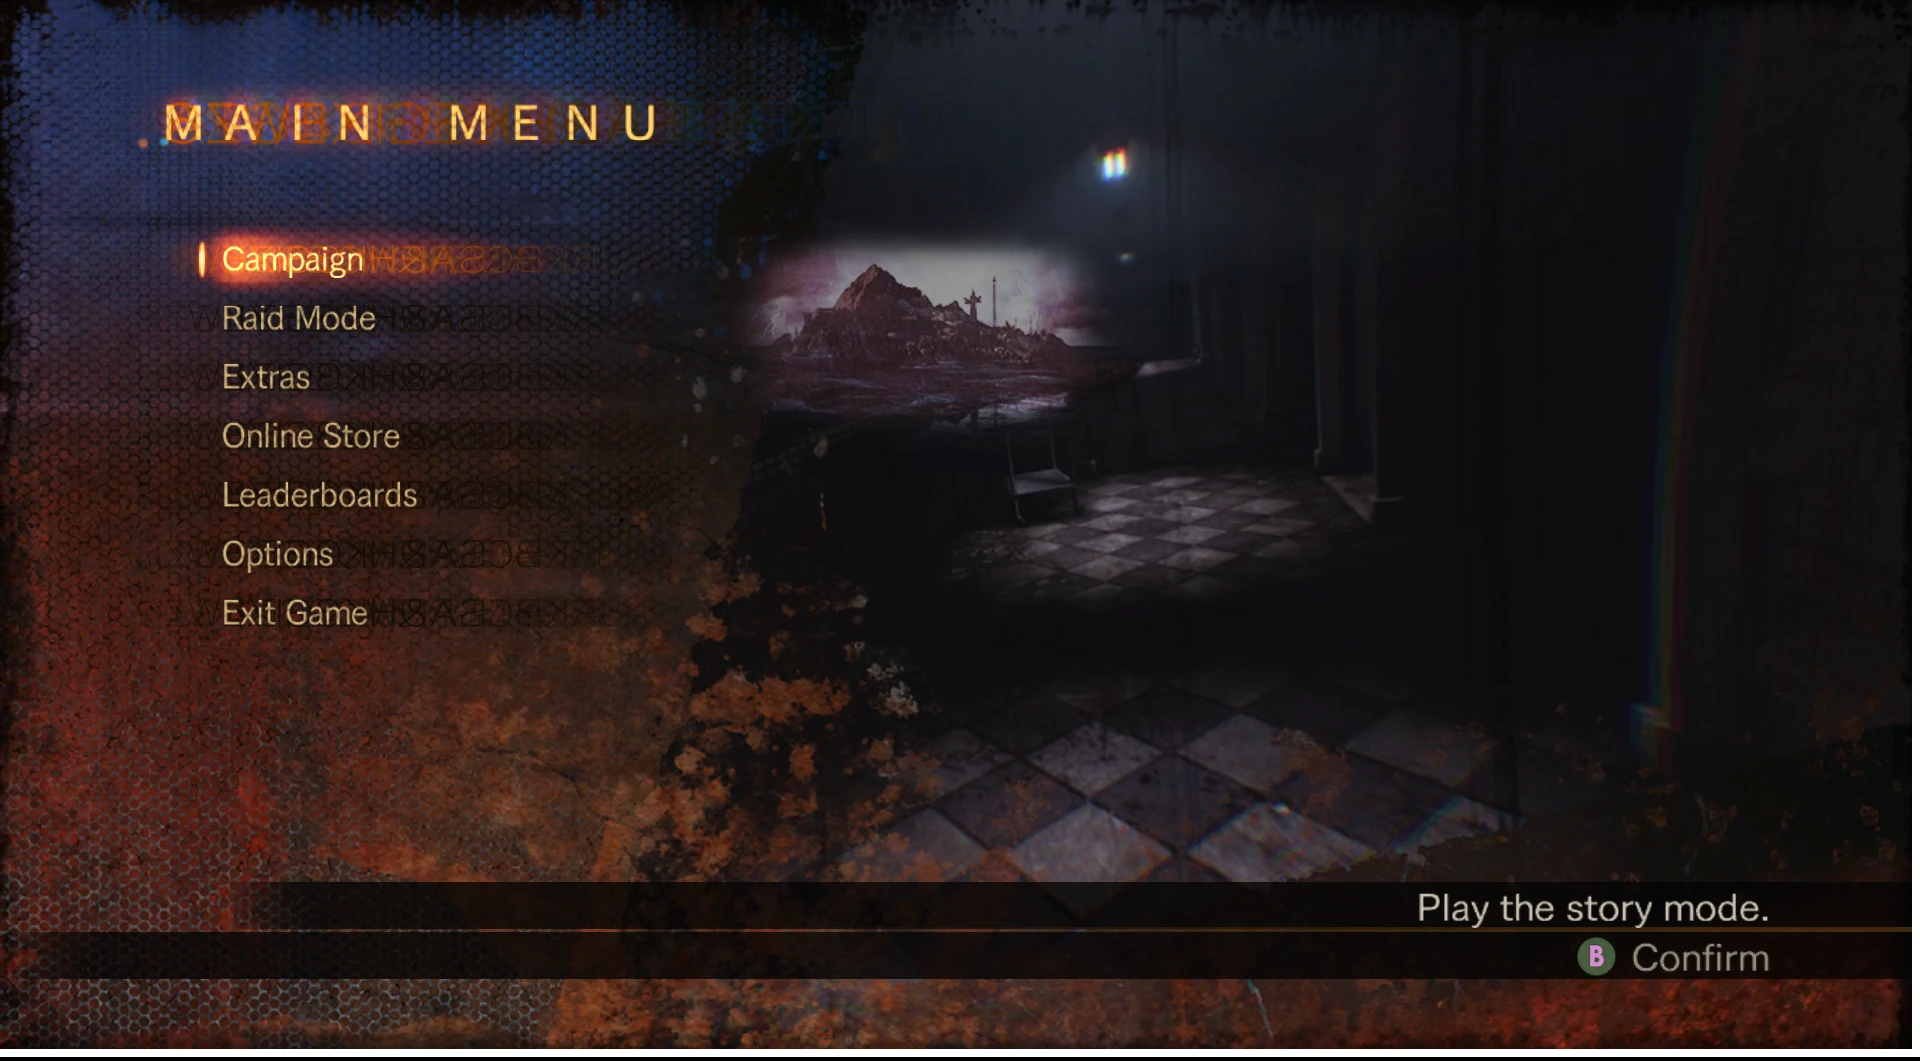 MAIN MENU
Campaign
Raid Mode
Extras
Online Store
Leaderboards
Options
Exit Game
Play the story mode.
B Confirm